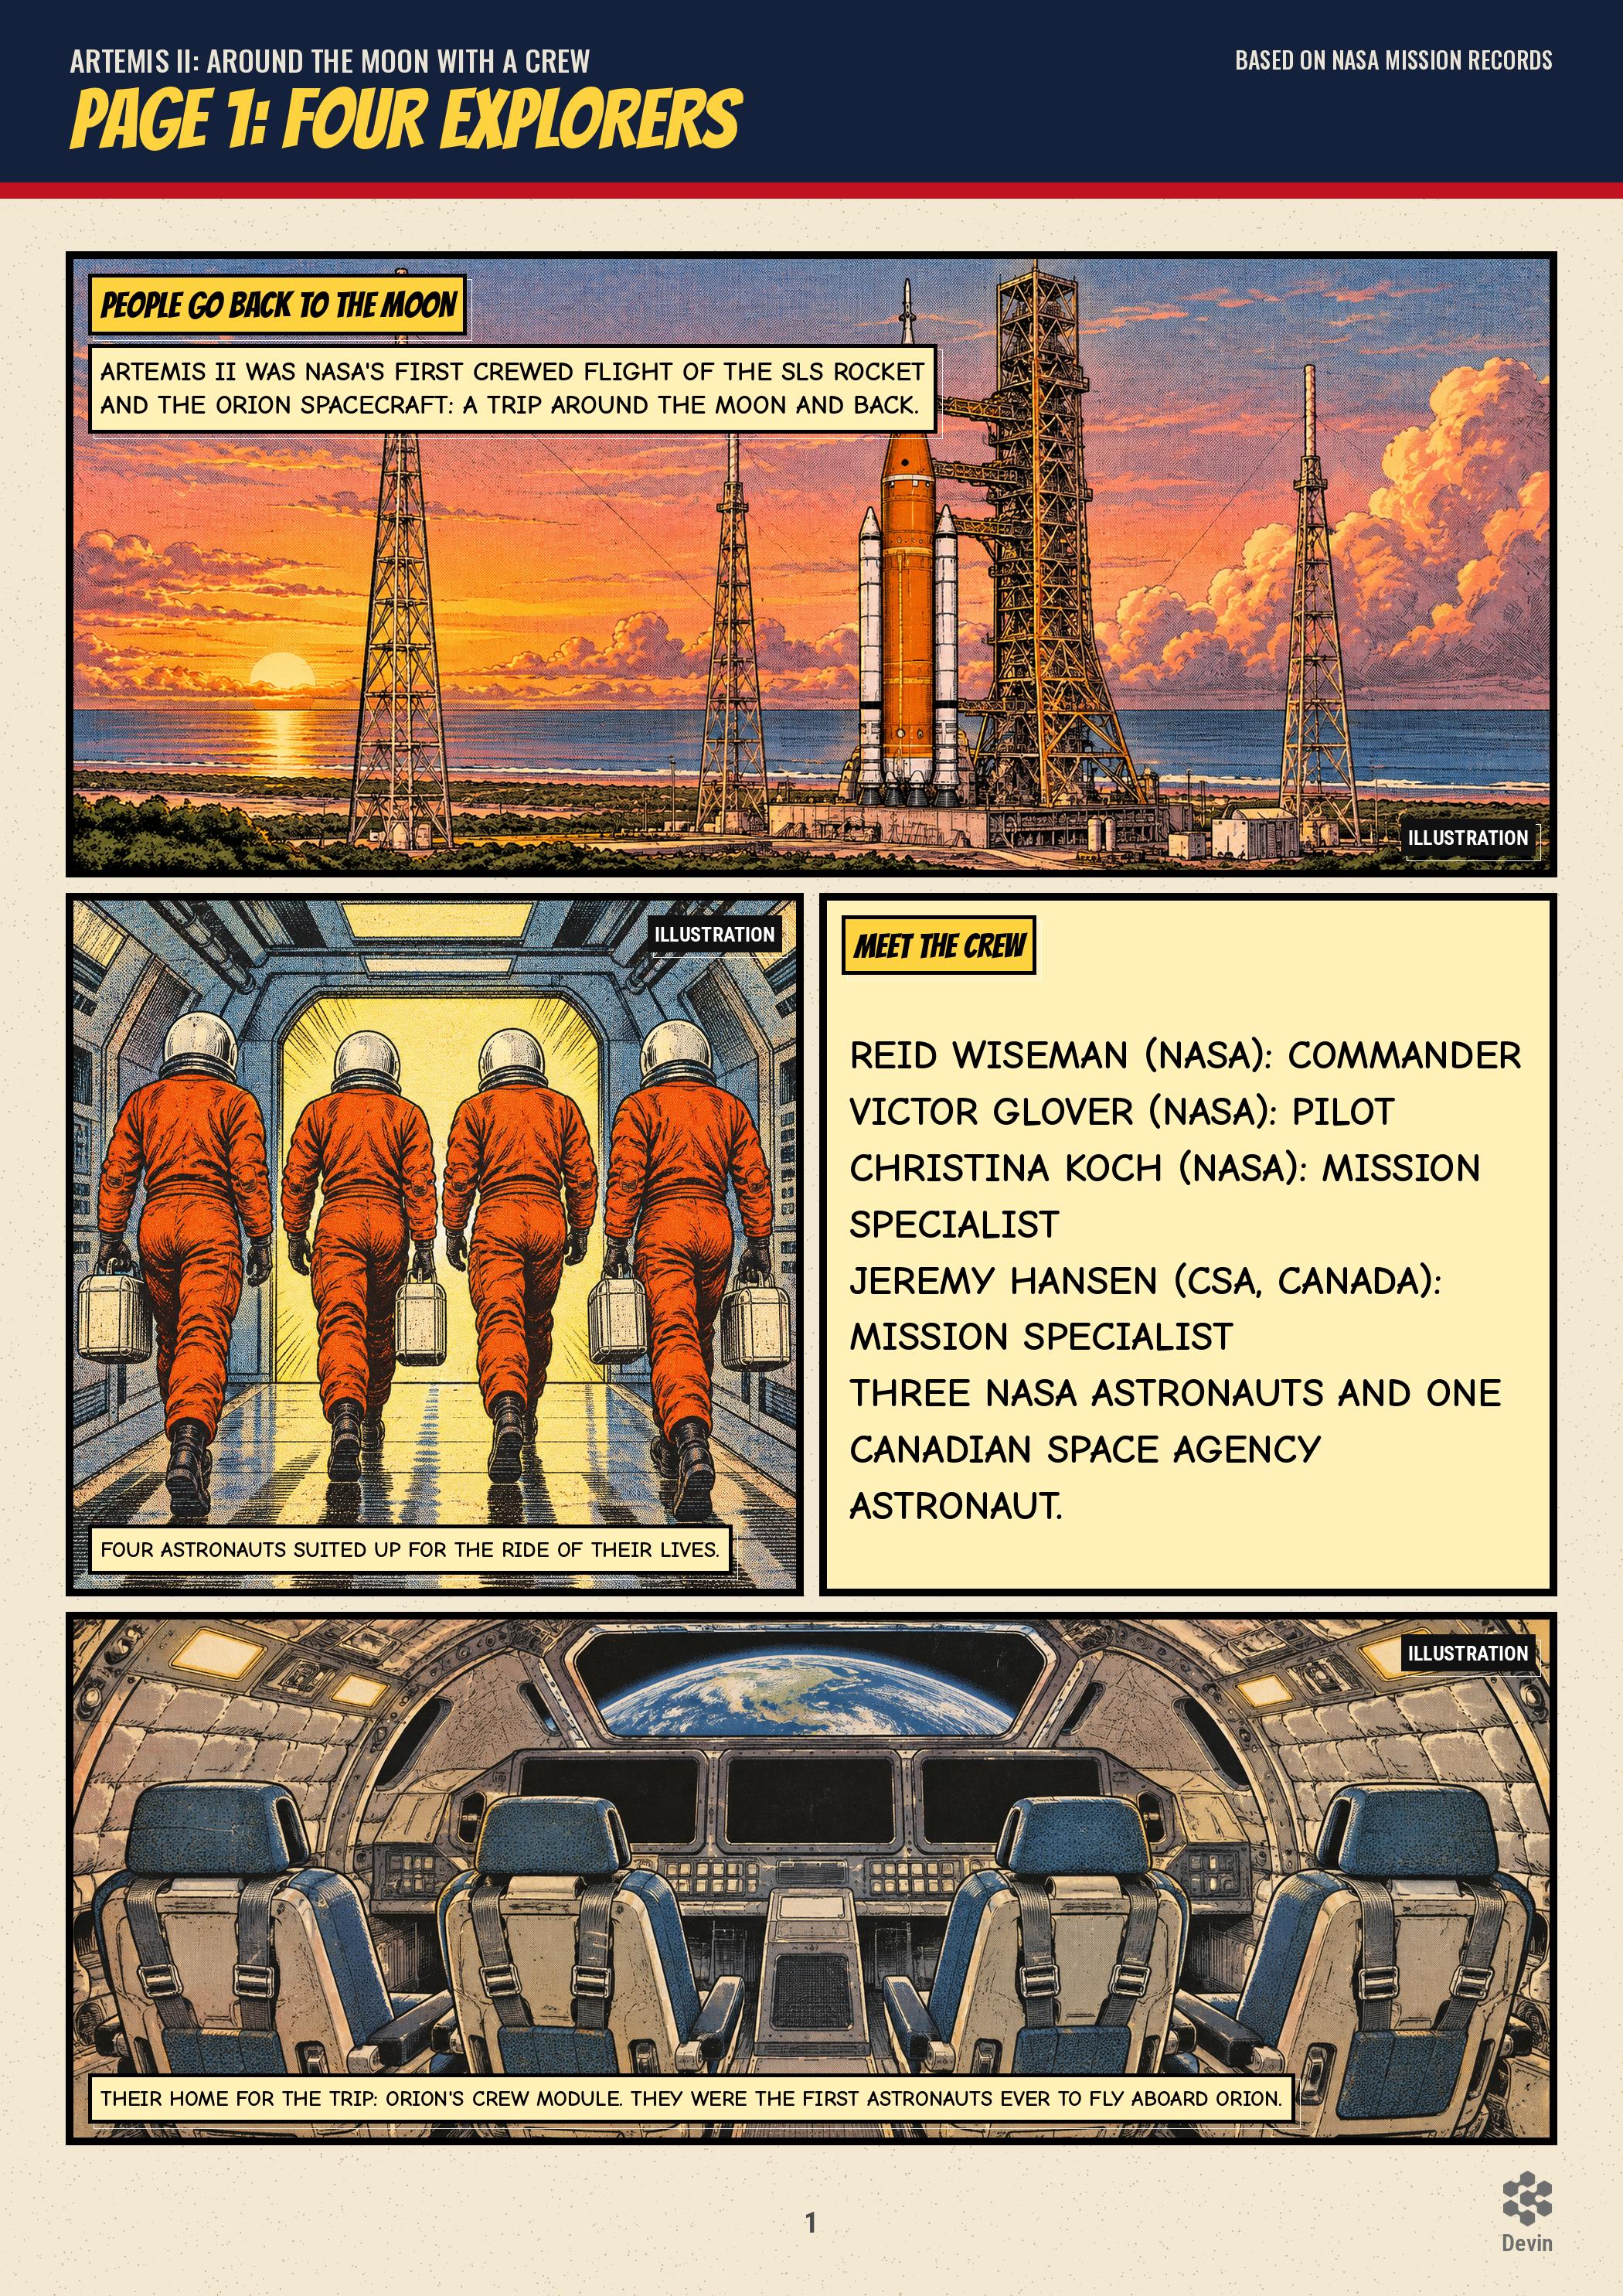 ARTEMIS II: AROUND THE MOON WITH A CREW
BASED ON NASA MISSION RECORDS
PAGE 1: FOUR EXPLORERS
PEOPLE GO BACK TO THE MOON
ARTEMIS II WAS NASA'S FIRST CREWED FLIGHT OF THE SLS ROCKET
AND THE ORION SPACECRAFT: A TRIP AROUND THE MOON AND BACK.
ILLUSTRATION
ILLUSTRATION
FOUR ASTRONAUTS SUITED UP FOR THE RIDE OF THEIR LIVES.
MEET THE CREW
REID WISEMAN (NASA): COMMANDER
VICTOR GLOVER (NASA): PILOT
CHRISTINA KOCH (NASA): MISSION
SPECIALIST
JEREMY HANSEN (CSA, CANADA):
MISSION SPECIALIST
THREE NASA ASTRONAUTS AND ONE
CANADIAN SPACE AGENCY
ASTRONAUT.
ILLUSTRATION
THEIR HOME FOR THE TRIP: ORION'S CREW MODULE. THEY WERE THE FIRST ASTRONAUTS EVER TO FLY ABOARD ORION.
1
Devin